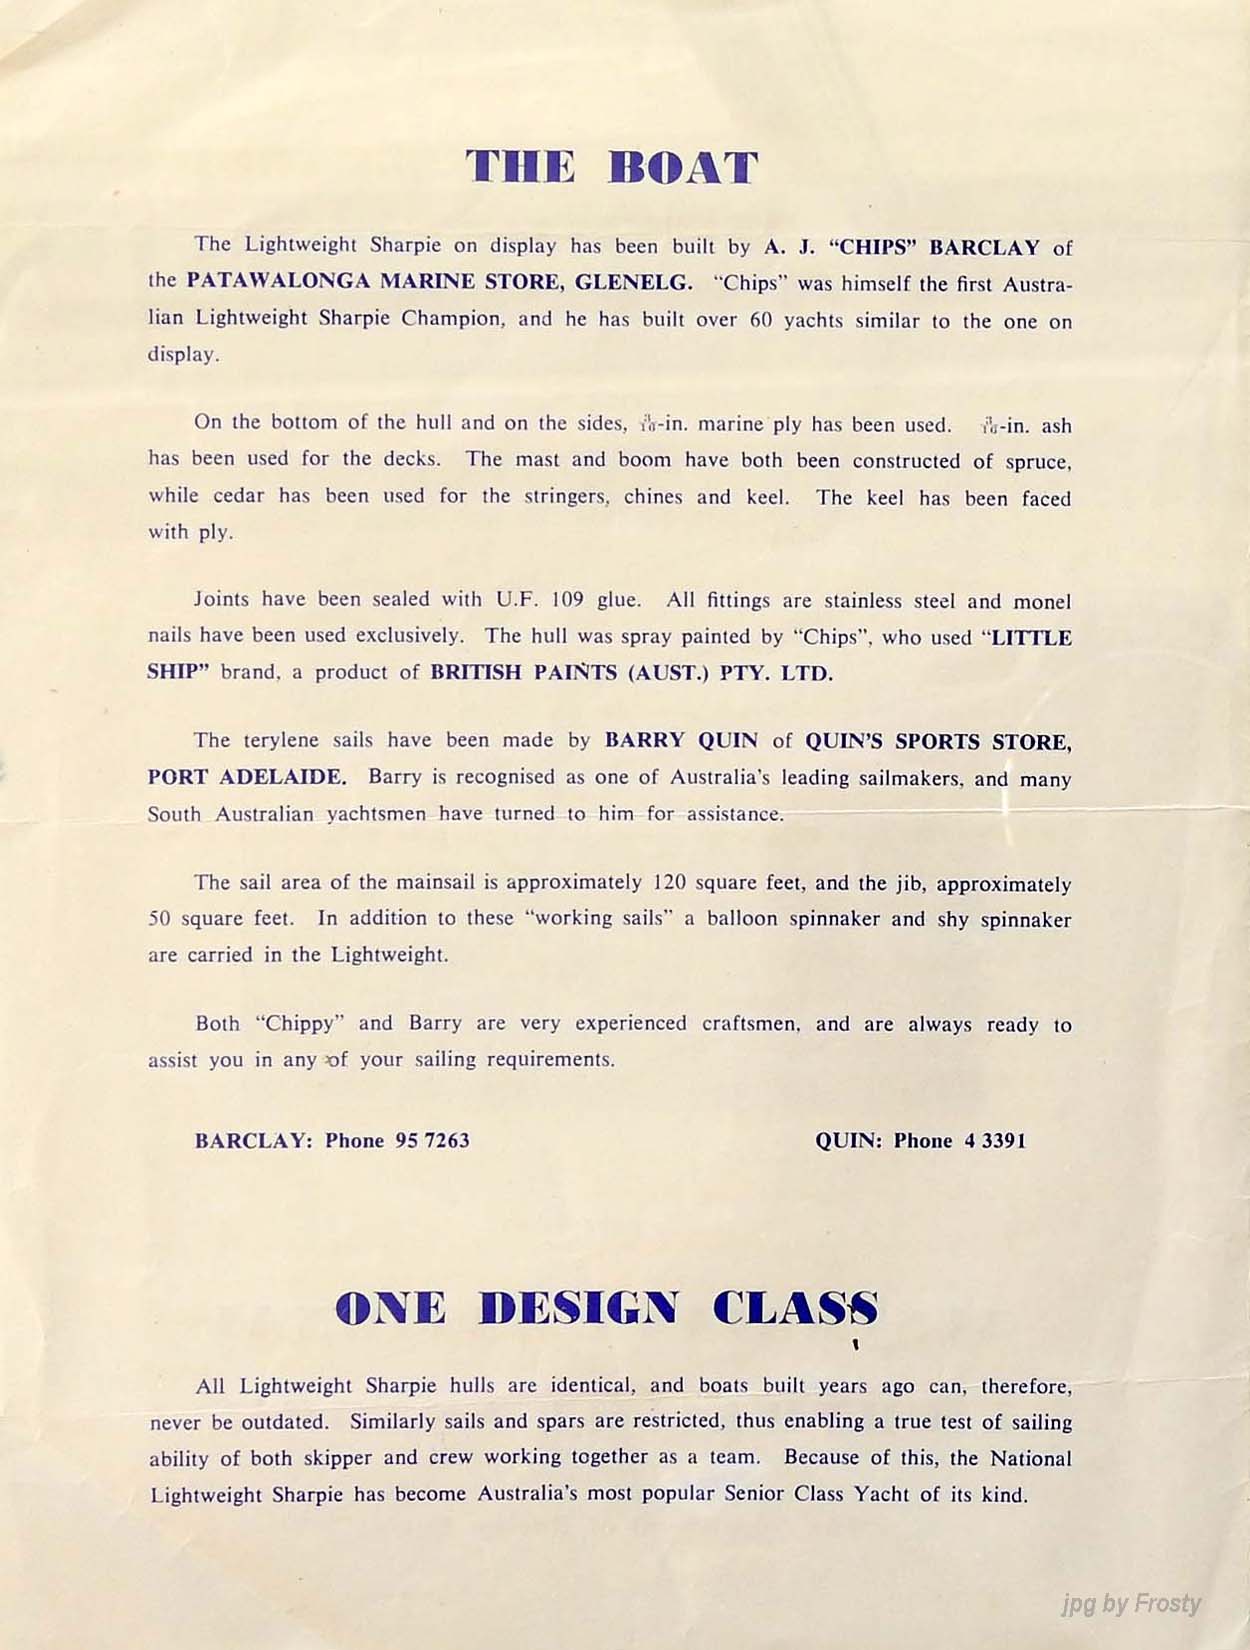 THE BOAT
The Lightweight Sharpie on display has been built by A. J. “CHIPS” BARCLAY of
the PATAWALONGA MARINE STORE, GLENELG. “Chips” was himself the first Austra-
lian Lightweight Sharpie Champion, and he has built over 60 yachts similar to the one on
display.
On the bottom of the hull and on the sides, -in. marine ply has been used. -in. ash
has been used for the decks. The mast and boom have both been constructed of spruce,
while cedar has been used for the stringers, chines and keel. The keel has been faced
with ply.
Joints have been sealed with U.F. 109 glue. All fittings are stainless steel and monel
nails have been used exclusively. The hull was spray painted by “Chips”, who used “LITTLE
SHIP” brand, a product of BRITISH PAINTS (AUST.) PTY. LTD.
The terylene sails have been made by BARRY QUIN of QUIN’S SPORTS STORE,
PORT ADELAIDE. Barry is recognised as one of Australia’s leading sailmakers, and many
South Australian yachtsmen have turned to him for assistance.
The sail area of the mainsail is approximately 120 square feet, and the jib, approximately
50 square feet. In addition to these “working sails” a balloon spinnaker and shy spinnaker
are carried in the Lightweight.
Both “Chippy” and Barry are very experienced craftsmen, and are always ready to
assist you in any of your sailing requirements.
BARCLAY: Phone 95 7263 QUIN: Phone 4 3391
ONE DESIGN CLASS
All Lightweight Sharpie hulls are identical, and boats built years ago can, therefore,
never be outdated. Similarly sails and spars are restricted, thus enabling a true test of sailing
ability of both skipper and crew working together as a team. Because of this, the National
Lightweight Sharpie has become Australia’s most popular Senior Class Yacht of its kind.
jpg by Frosty